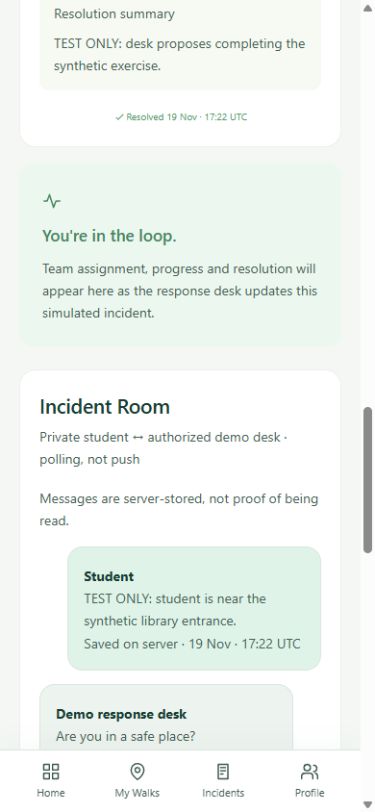 Resolution summary
TEST ONLY: desk proposes completing the
synthetic exercise.
✓ Resolved 19 Nov · 17:22 UTC
You're in the loop.
Team assignment, progress and resolution will
appear here as the response desk updates this
simulated incident.
Incident Room
Private student ↔ authorized demo desk ·
polling, not push
Messages are server-stored, not proof of being
read.
Student
TEST ONLY: student is near the
synthetic library entrance.
Saved on server · 19 Nov · 17:22 UTC
Demo response desk
Are you in a safe place?
Home My Walks Incidents Profile